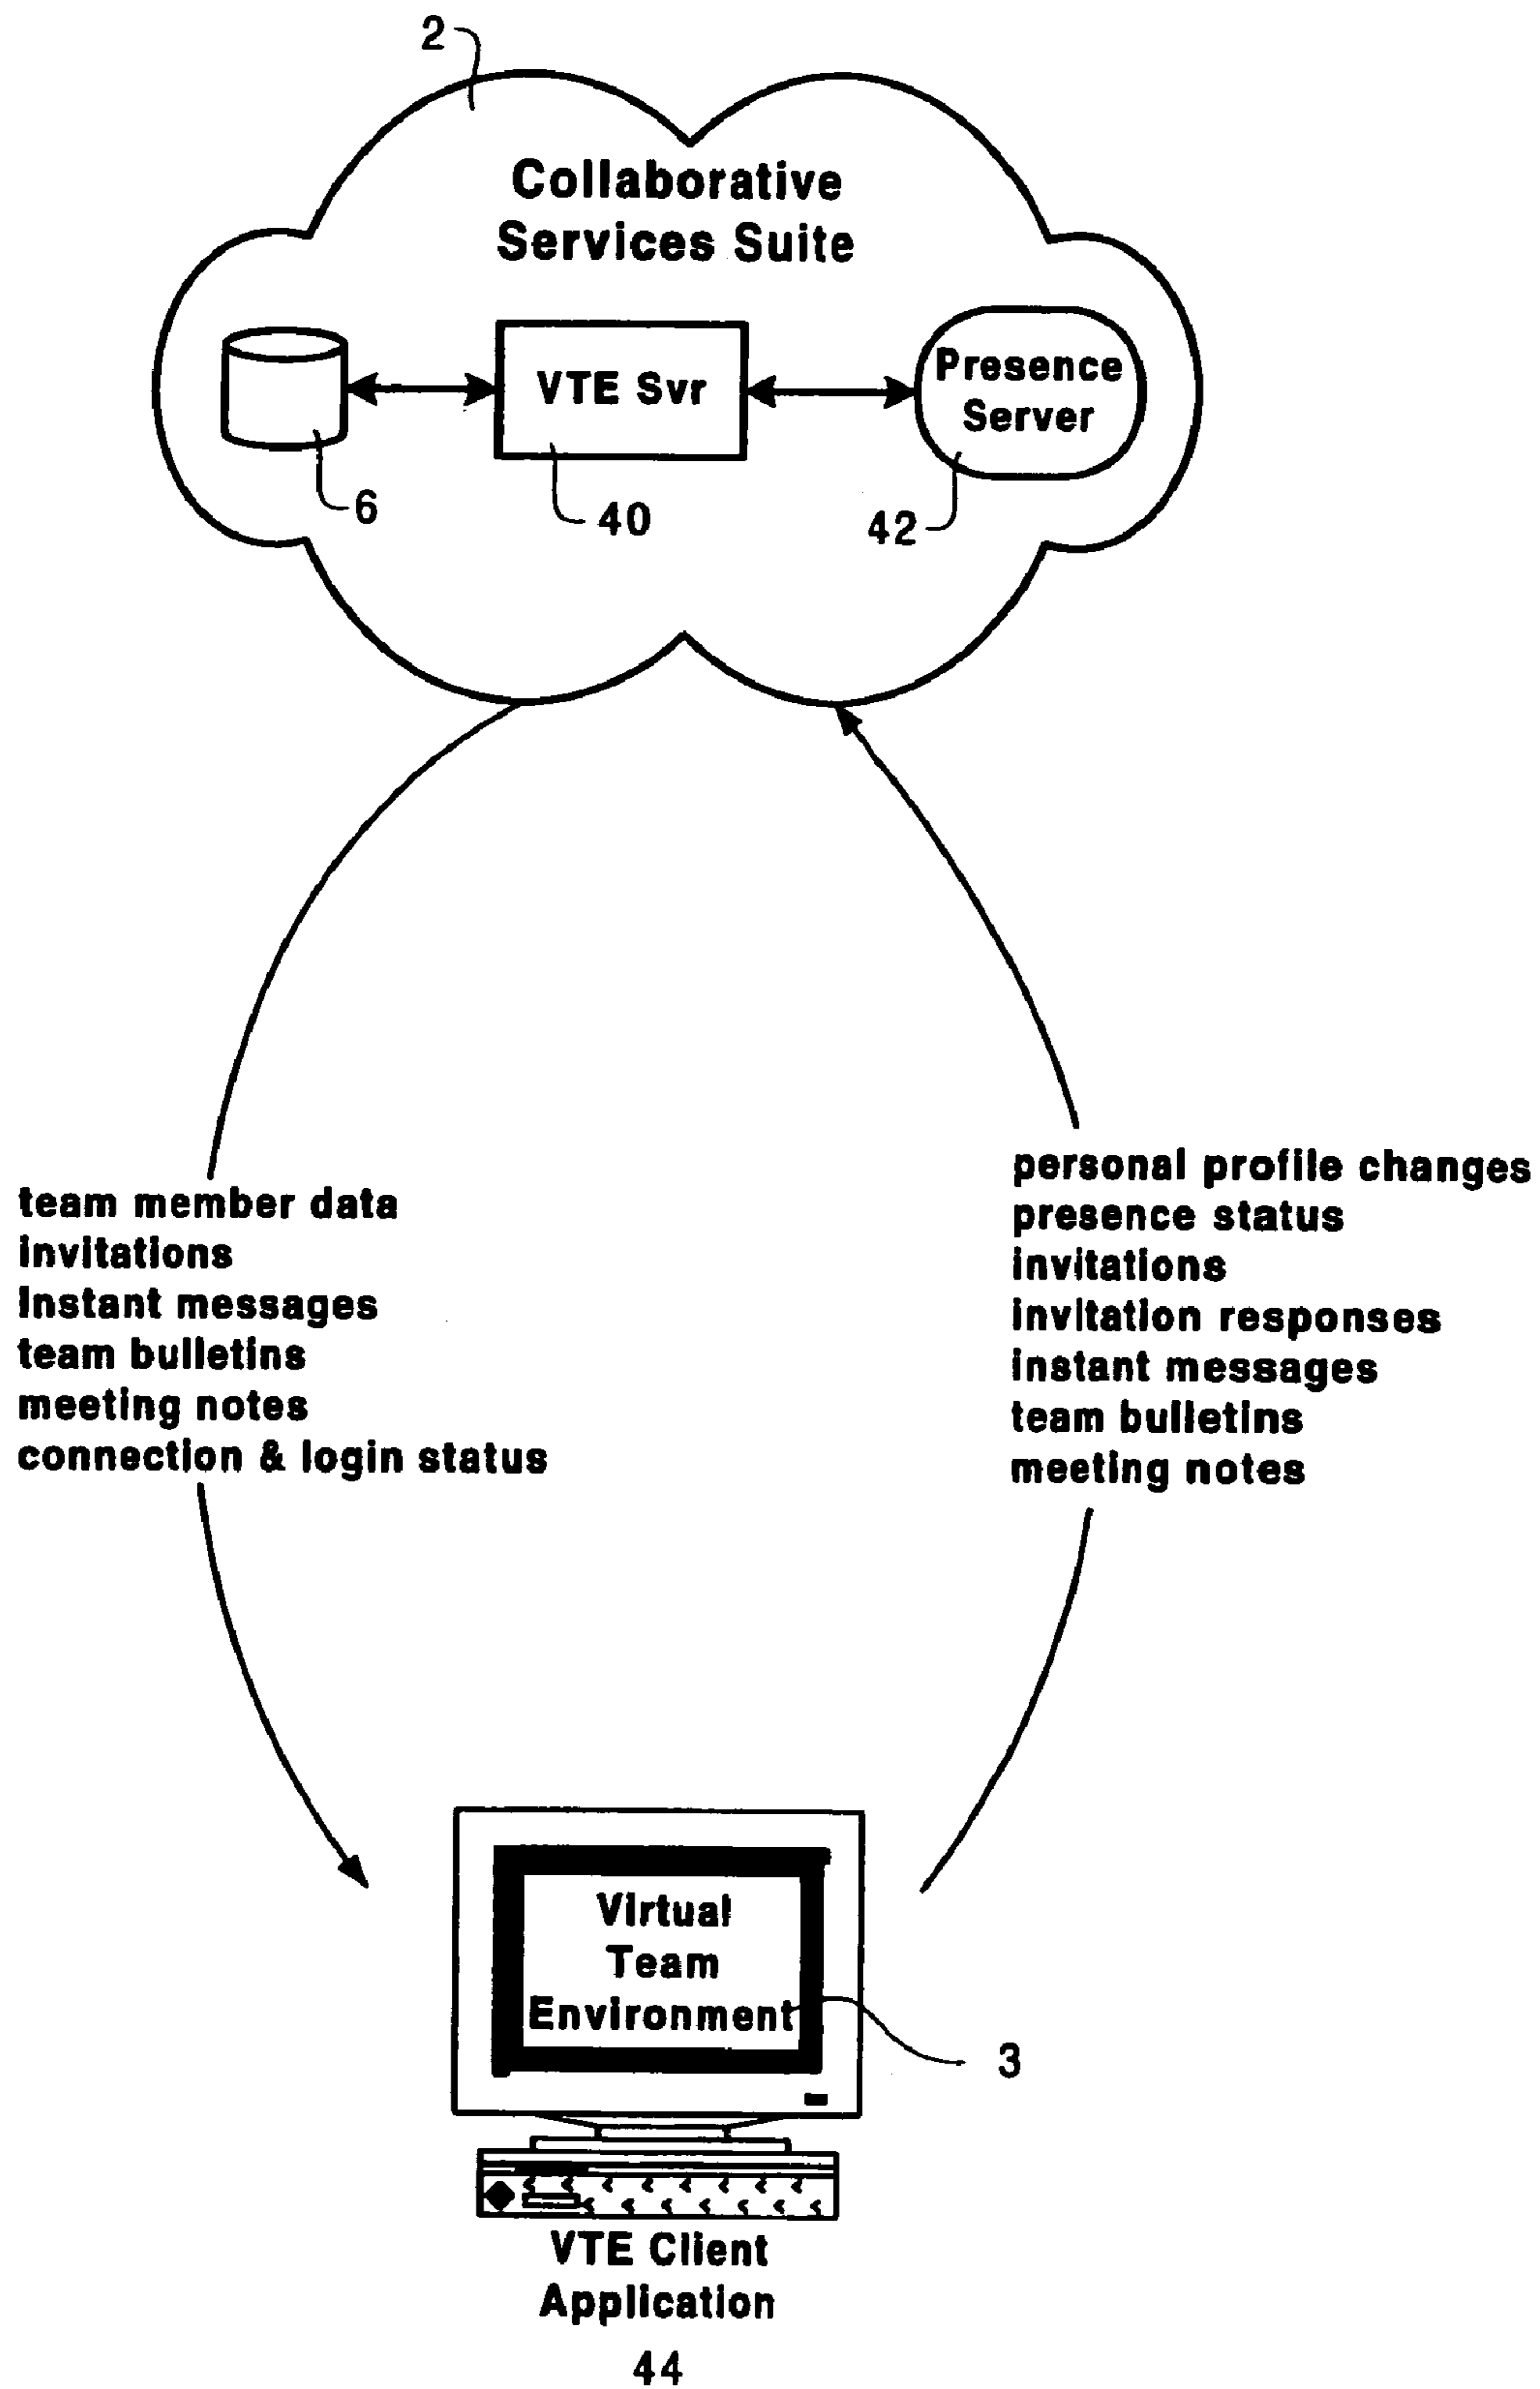 2
Collaborative
Services Suite
VTE Svr
Presence
Server
6
40
42
team member data
invitations
Instant messages
team bulletins
meeting notes
connection & login status
personal profile changes
presence status
invitations
invitation responses
instant messages
team bulletins
meeting notes
Virtual
Team
Environment
3
VTE Client
Application
44